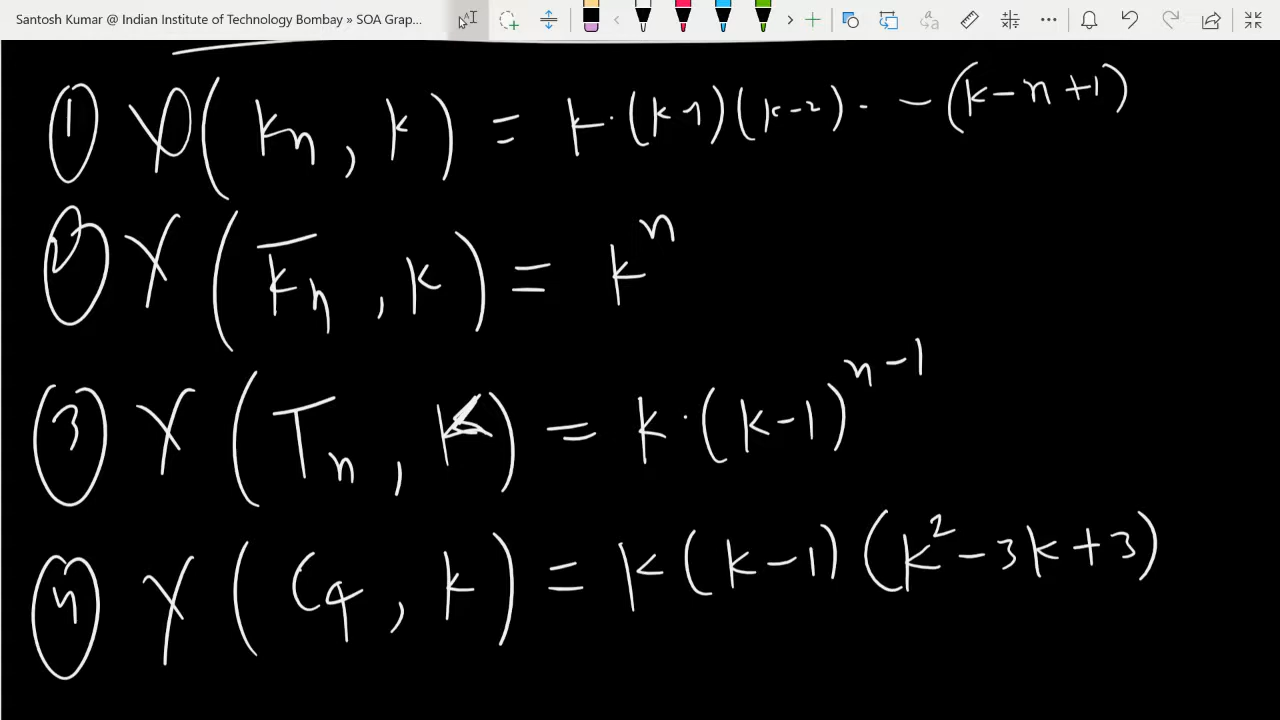 Santosh Kumar @ Indian Institute of Technology Bombay » SOA Grap...
① χ(Kn, k) = k·(k-1)(k-2)· - (k-n+1)
② χ(K̅n, k) = k^n
③ χ(Tn, k) = k·(k-1)^n-1
④ χ(C4, k) = k(k-1)(k²-3k+3)